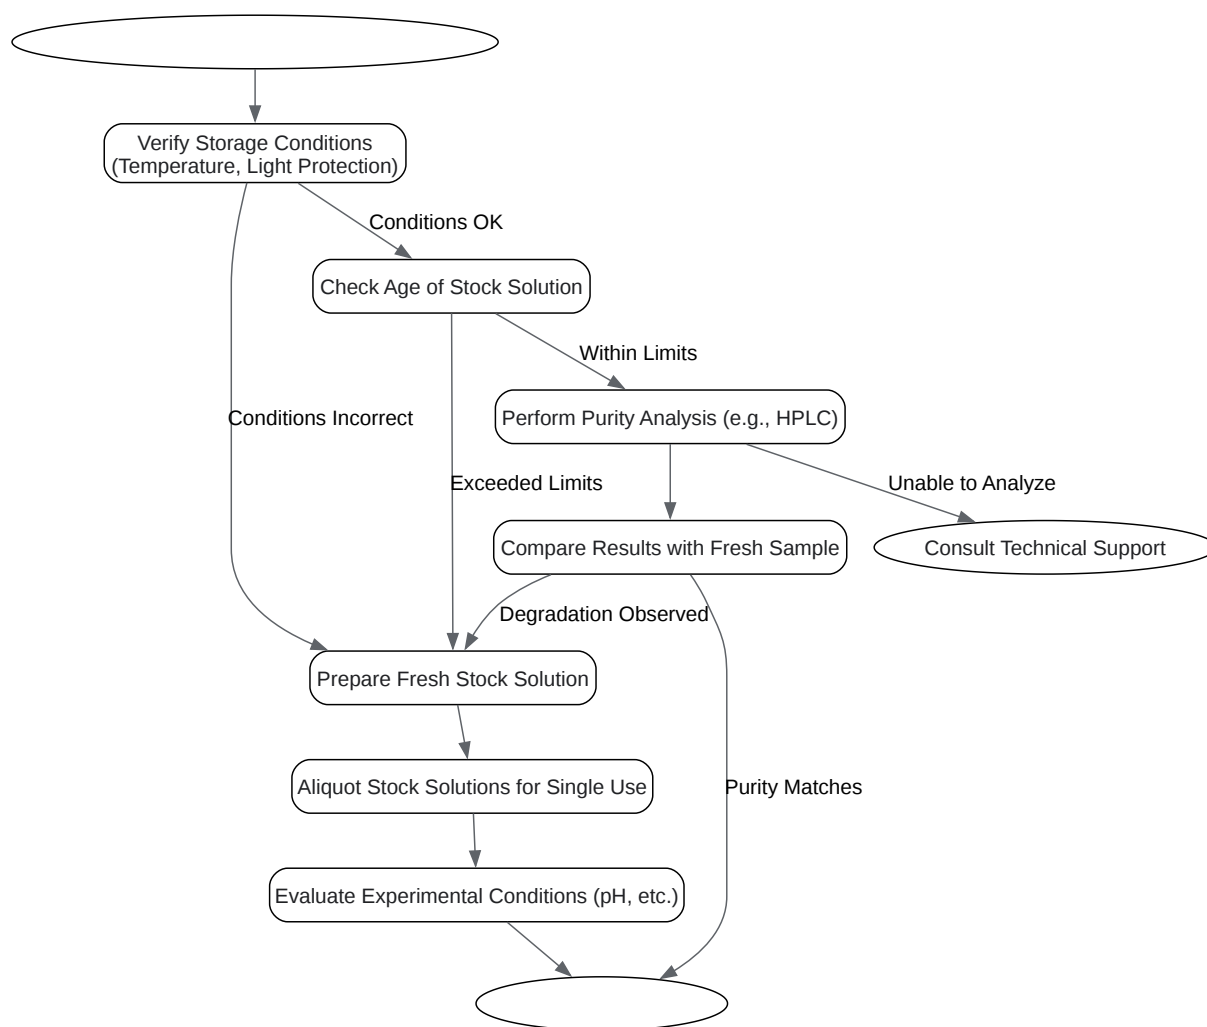 Verify Storage Conditions
(Temperature, Light Protection)
Conditions OK
Check Age of Stock Solution
Within Limits
Conditions Incorrect
Perform Purity Analysis (e.g., HPLC)
Exceeded Limits
Unable to Analyze
Compare Results with Fresh Sample
Consult Technical Support
Degradation Observed
Prepare Fresh Stock Solution
Aliquot Stock Solutions for Single Use
Purity Matches
Evaluate Experimental Conditions (pH, etc.)